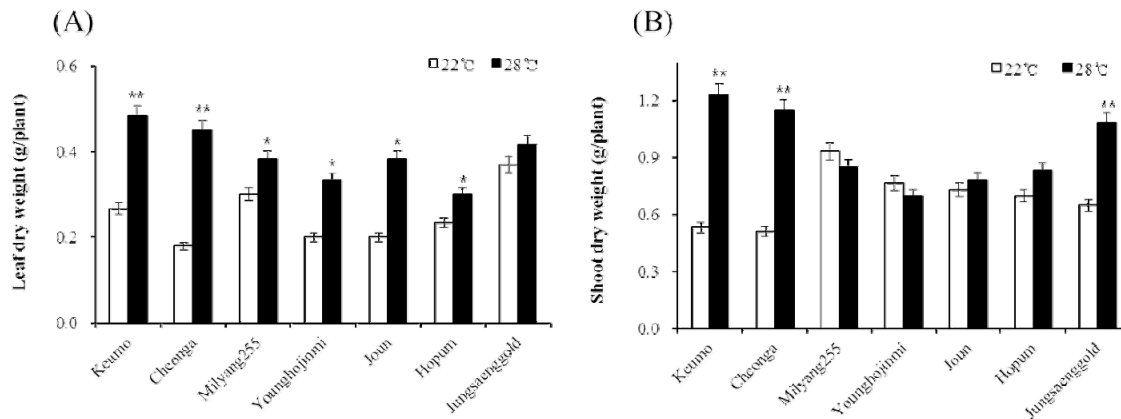 (A)
22℃ 28℃
Leaf dry weight (g/plant)
0.6
0.4
0.2
0.0
**
**
*
*
*
*
Keumo
Cheonga
Milyang255
Younghojinmi
Joun
Hopum
Jungsaenggold
(B)
22℃ 28℃
Shoot dry weight (g/plant)
1.2
0.9
0.6
0.3
0.0
**
**
**
Keumo
Cheonga
Milyang255
Younghojinmi
Joun
Hopum
Jungsaenggold